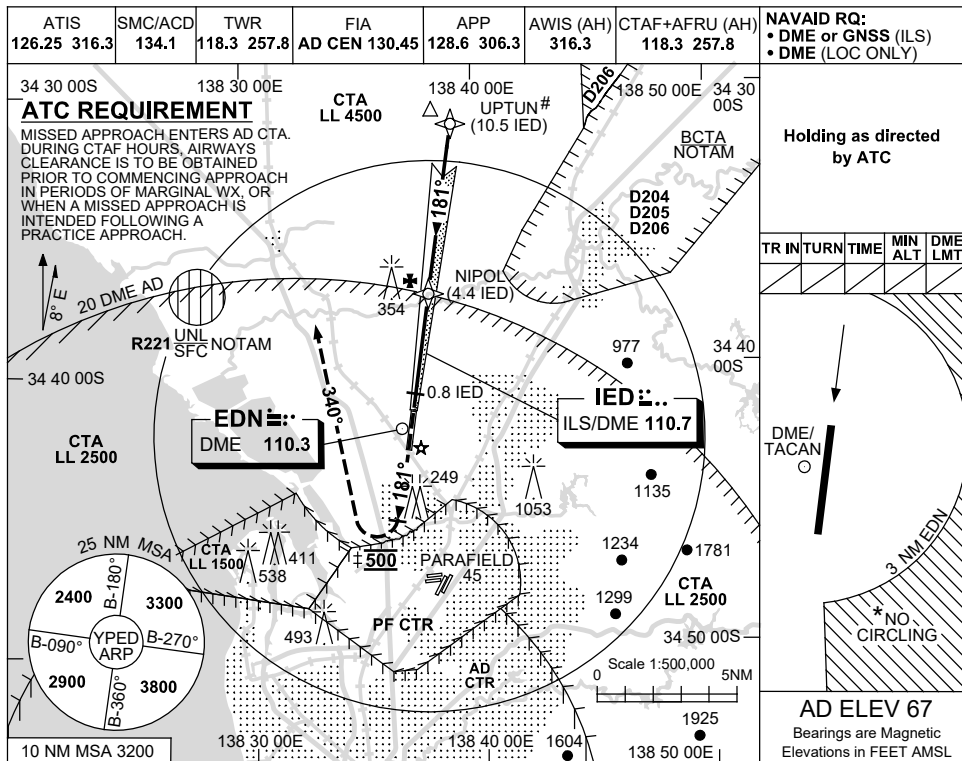 ATIS
126.25 316.3
SMC/ACD
134.1
TWR
118.3 257.8
FIA
AD CEN 130.45
APP
128.6 306.3
AWIS (AH)
316.3
CTAF+AFRU (AH)
118.3 257.8
NAVAID RQ:
• DME or GNSS (ILS)
• DME (LOC ONLY)
34 30 00S
138 30 00E
138 40 00E
138 50 00E
34 30 00S
ATC REQUIREMENT
MISSED APPROACH ENTERS AD CTA.
DURING CTAF HOURS, AIRWAYS
CLEARANCE IS TO BE OBTAINED
PRIOR TO COMMENCING APPROACH
IN PERIODS OF MARGINAL WX, OR
WHEN A MISSED APPROACH IS
INTENDED FOLLOWING A
PRACTICE APPROACH.
CTA
LL 4500
UPTUN#
(10.5 IED)
D206
BCTA
NOTAM
D204
D205
D206
Holding as directed
by ATC
TR IN
TURN
TIME
MIN ALT
DME LMT
181°
8° E
20 DME AD
NIPOL
(4.4 IED)
354
R221 UNL
SFC NOTAM
977
34 40 00S
34 40 00S
340°
0.8 IED
EDN
DME 110.3
IED
ILS/DME 110.7
CTA
LL 2500
181°
249
1053
1135
DME/
TACAN
3 NM EDN
*NO
CIRCLING
CTA
LL 1500
411
538
‡500
PARAFIELD
45
1234
1781
1299
CTA
LL 2500
493
PF CTR
34 50 00S
AD
CTR
Scale 1:500,000
0
5NM
25 NM MSA
2400
B-180°
3300
B-090°
YPED
ARP
B-270°
2900
B-360°
3800
10 NM MSA 3200
138 30 00E
138 40 00E
1604
1925
138 50 00E
AD ELEV 67
Bearings are Magnetic
Elevations in FEET AMSL